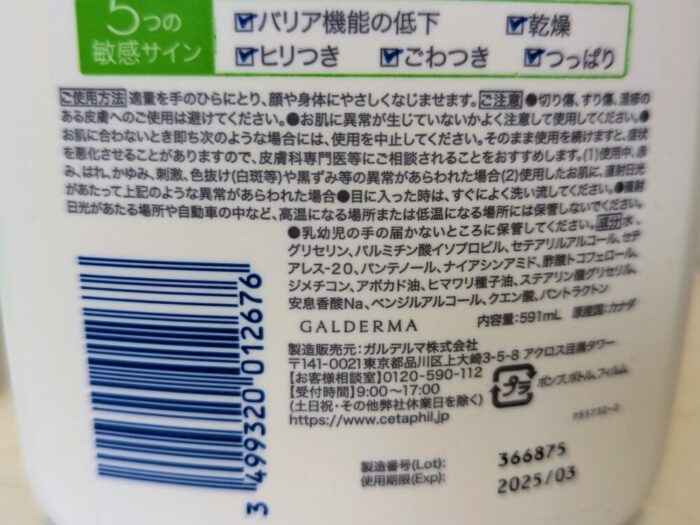 5つの
敏感サイン
バリア機能の低下
乾燥
ヒリつき
ごわつき
つっぱり
ご使用方法 適量を手のひらにとり、顔や身体にやさしくなじませます。ご注意 ●切り傷、すり傷、湿疹の
ある皮膚へのご使用は避けてください。●お肌に異常が生じていないかよく注意して使用してください。●
お肌に合わないとき即ち次のような場合には、使用を中止してください。そのまま使用を続けますと、症状
を悪化させることがありますので、皮膚科専門医等にご相談されることをおすすめします。(1)使用中、赤
み、はれ、かゆみ、刺激、色抜け(白斑等)や黒ずみ等の異常があらわれた場合(2)使用したお肌に、直射日光
があたって上記のような異常があらわれた場合●目に入った時は、すぐによく洗い流してください。●直射
日光があたる場所や自動車の中など、高温になる場所または低温になる場所には保管しないでください。
●乳幼児の手の届かないところに保管してください。成分 水、
グリセリン、パルミチン酸イソプロピル、セテアリルアルコール、セテ
アレス-20、パンテノール、ナイアシンアミド、酢酸トコフェロール、
ジメチコン、アボカド油、ヒマワリ種子油、ステアリン酸グリセリル、
安息香酸Na、ベンジルアルコール、クエン酸、パントラクトン
GALDERMA 内容量:591mL 原産国:カナダ
製造販売元:ガルデルマ株式会社
〒141-0021東京都品川区上大崎3-5-8 アクロス目黒タワー
【お客様相談室】0120-590-112
【受付時間】9:00~17:00
(土日祝・その他弊社休業日を除く)
https://www.cetaphil.jp
プラ
ポンプ、ボトル、フィルム
P55752-2
製造番号(Lot): 366875
使用期限(Exp): 2025/03
3 499320 012676